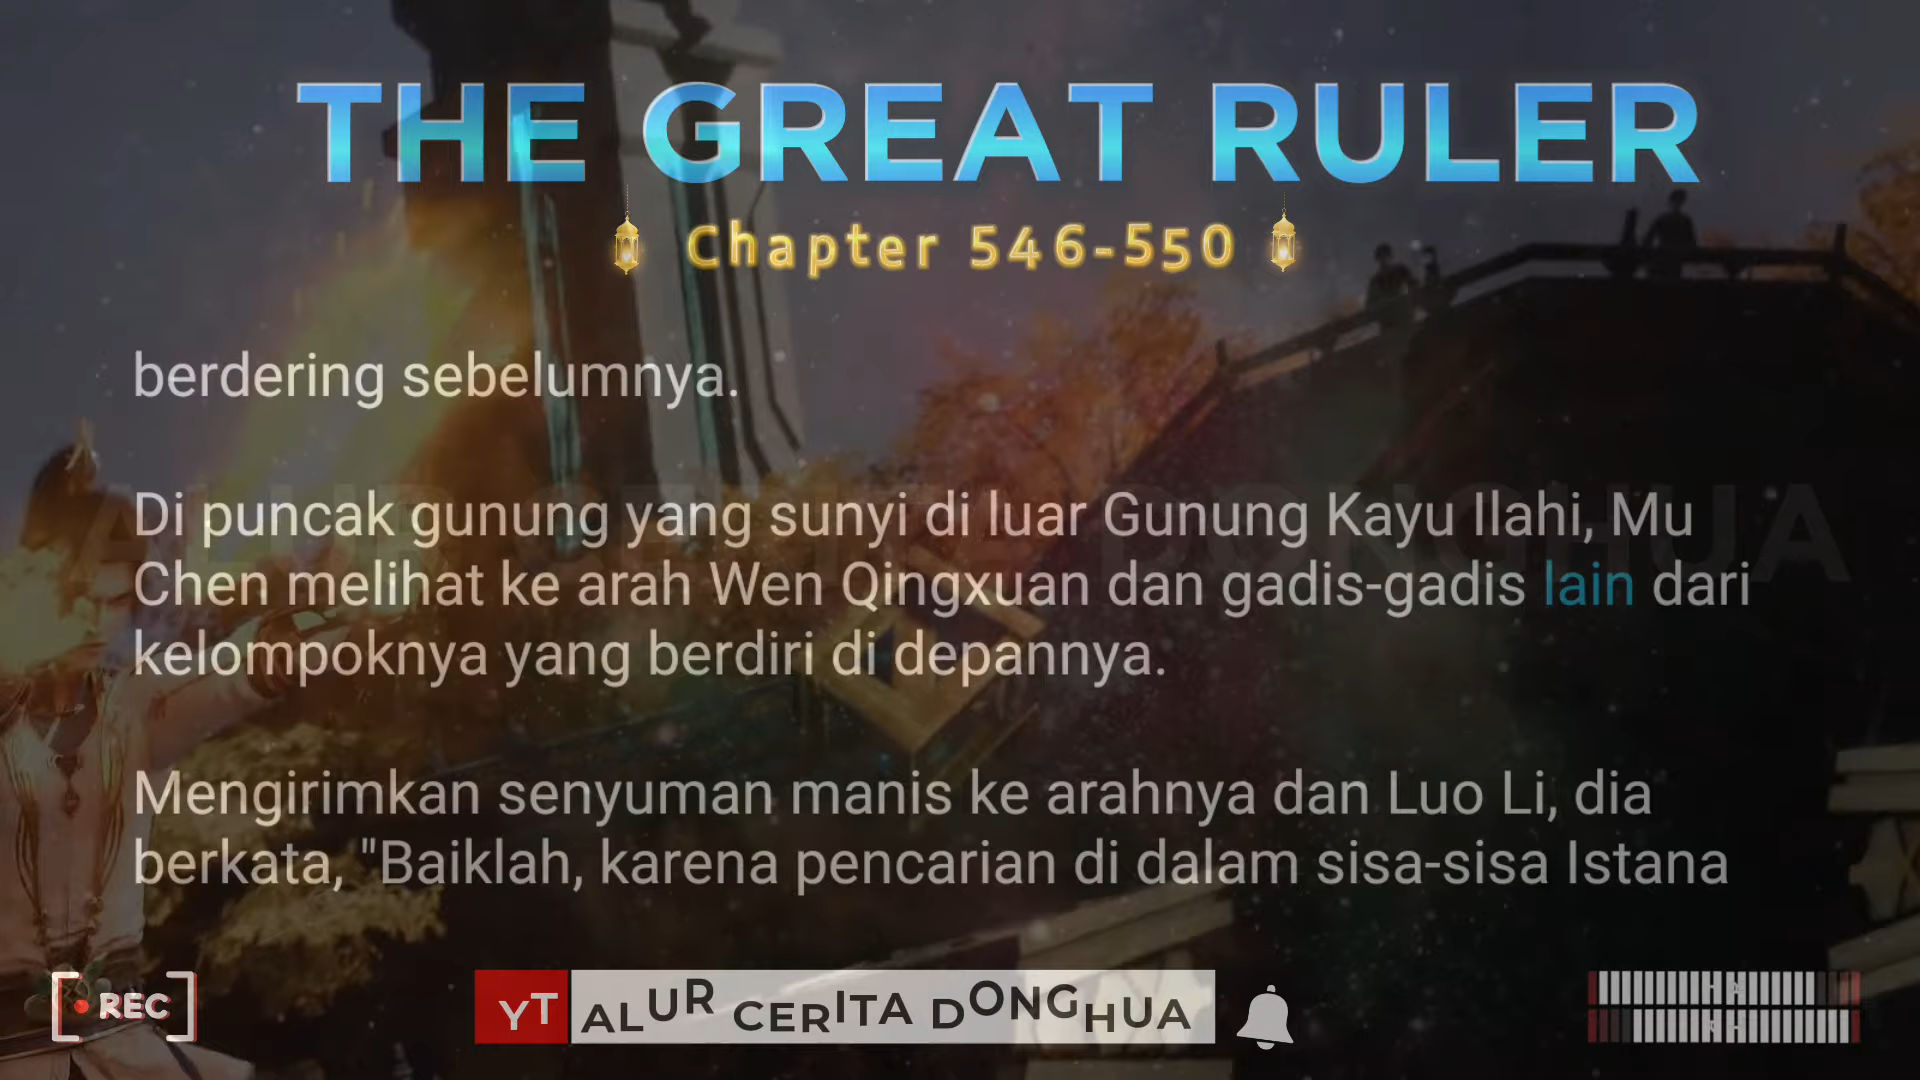 THE GREAT RULER
Chapter 546-550
berdering sebelumnya.
Di puncak gunung yang sunyi di luar Gunung Kayu Ilahi, Mu
Chen melihat ke arah Wen Qingxuan dan gadis-gadis lain dari
kelompoknya yang berdiri di depannya.
Mengirimkan senyuman manis ke arahnya dan Luo Li, dia
berkata, "Baiklah, karena pencarian di dalam sisa-sisa Istana
REC
YT ALUR CERITA DONGHUA